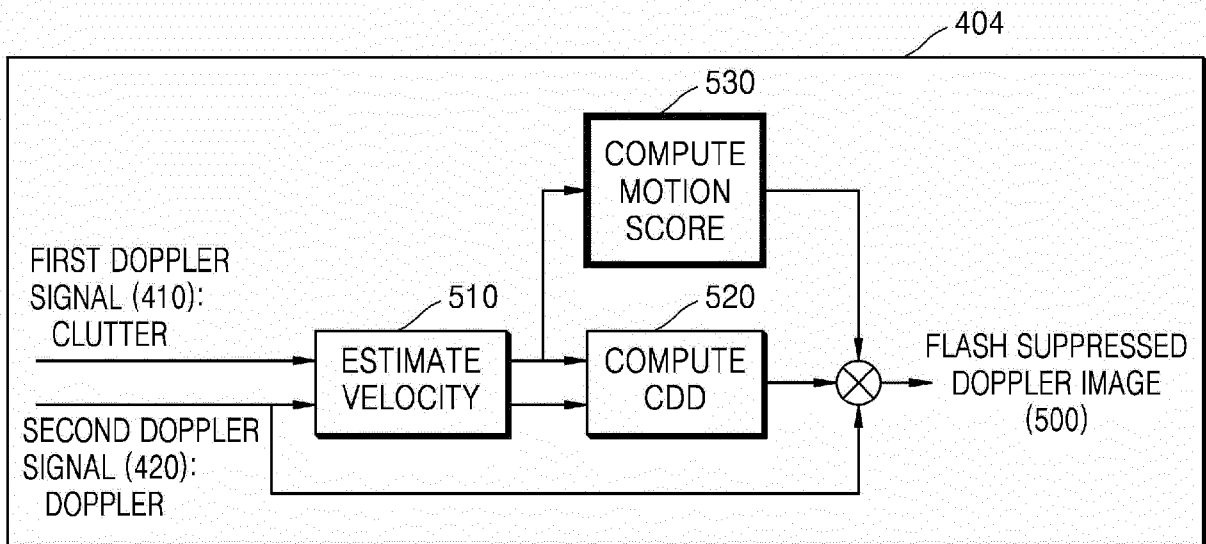 404
530
COMPUTE
MOTION
SCORE
FIRST DOPPLER
SIGNAL (410):
CLUTTER
510
520
ESTIMATE
VELOCITY
COMPUTE
CDD
FLASH SUPPRESSED
DOPPLER IMAGE
(500)
SECOND DOPPLER
SIGNAL (420):
DOPPLER